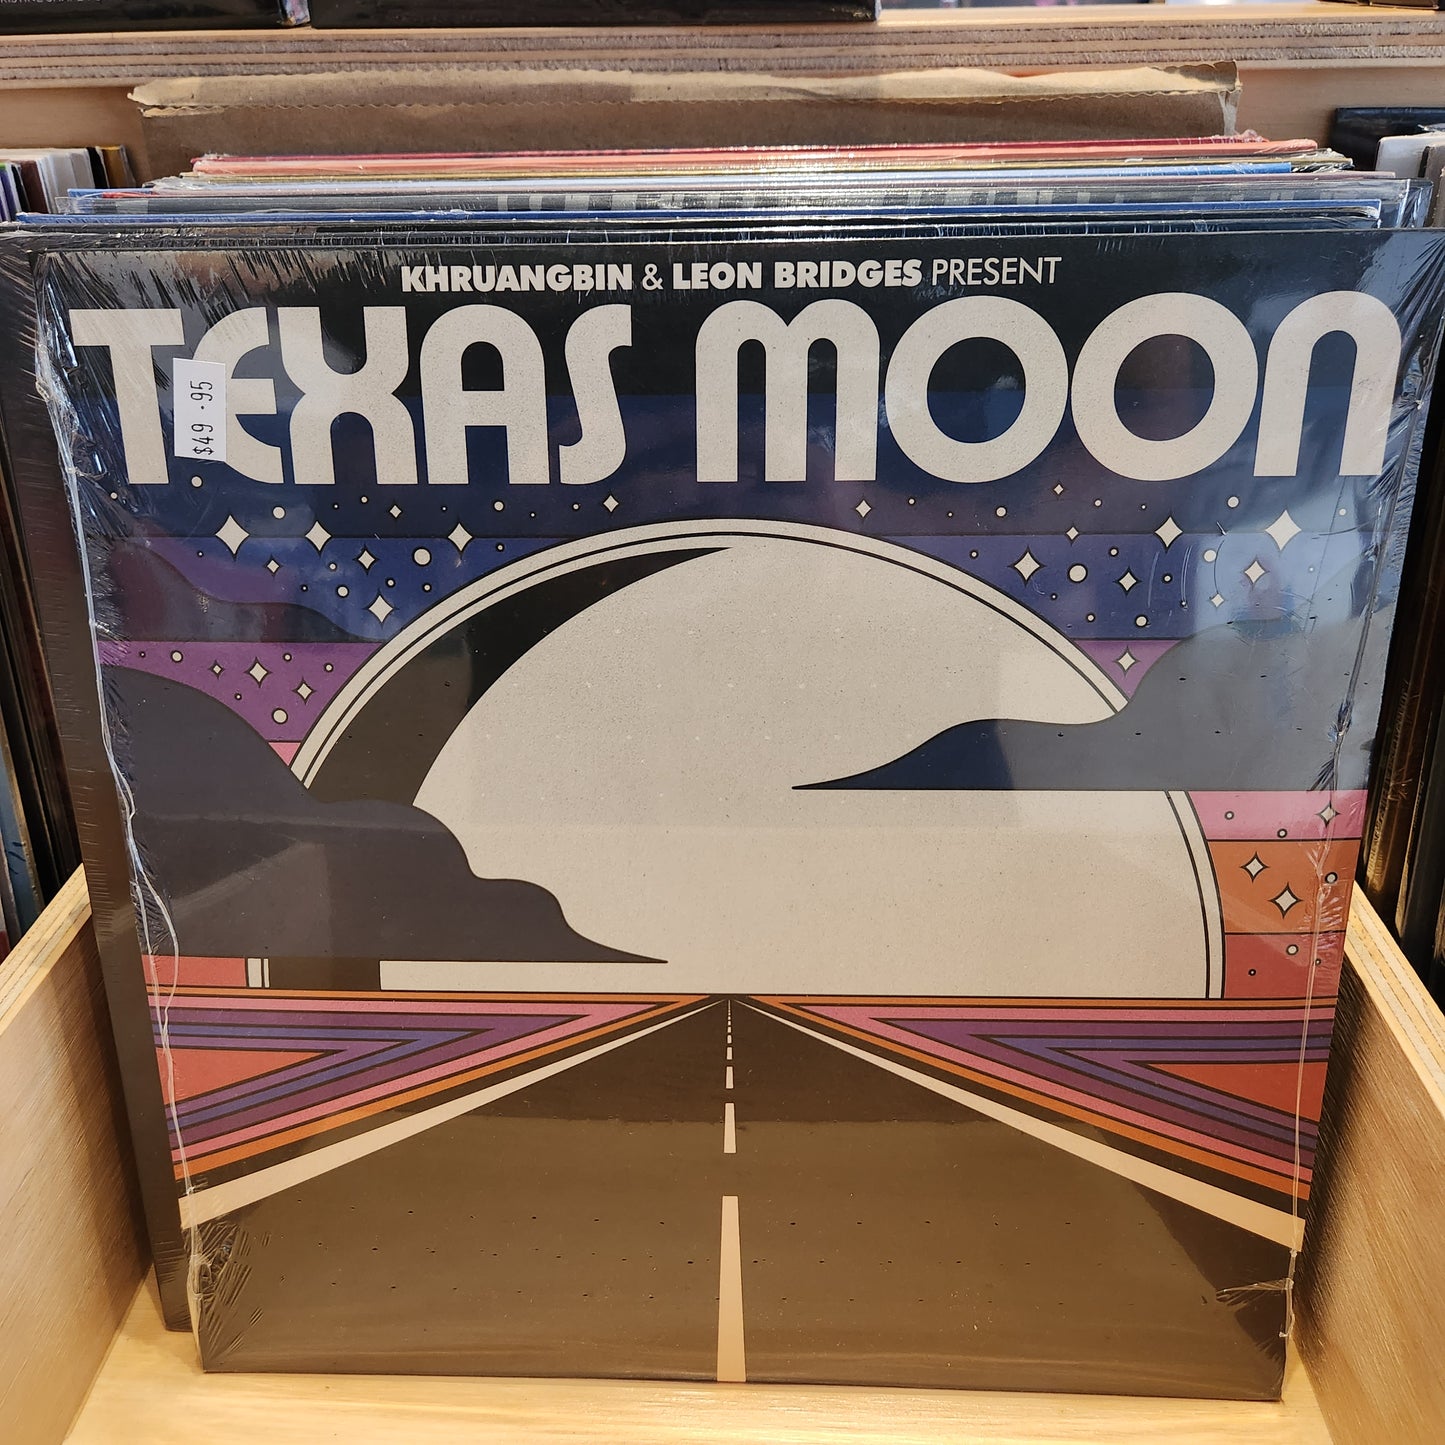 KHRUANGBIN & LEON BRIDGES PRESENT
TEXAS MOON
$49.95